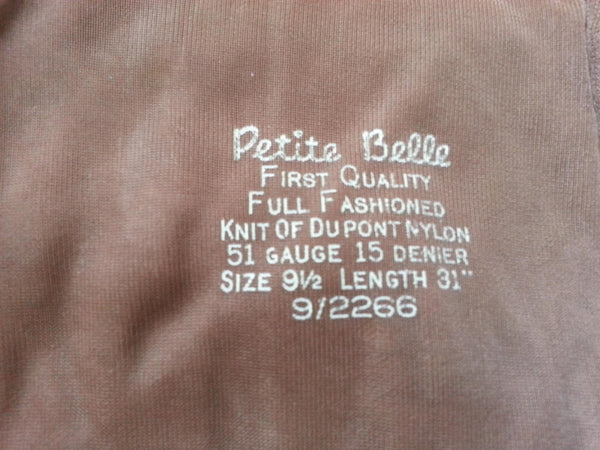 Petite Belle
FIRST QUALITY
FULL FASHIONED
KNIT OF DU PONT NYLON
51 GAUGE 15 DENIER
SIZE 9½ LENGTH 31"
9/2266